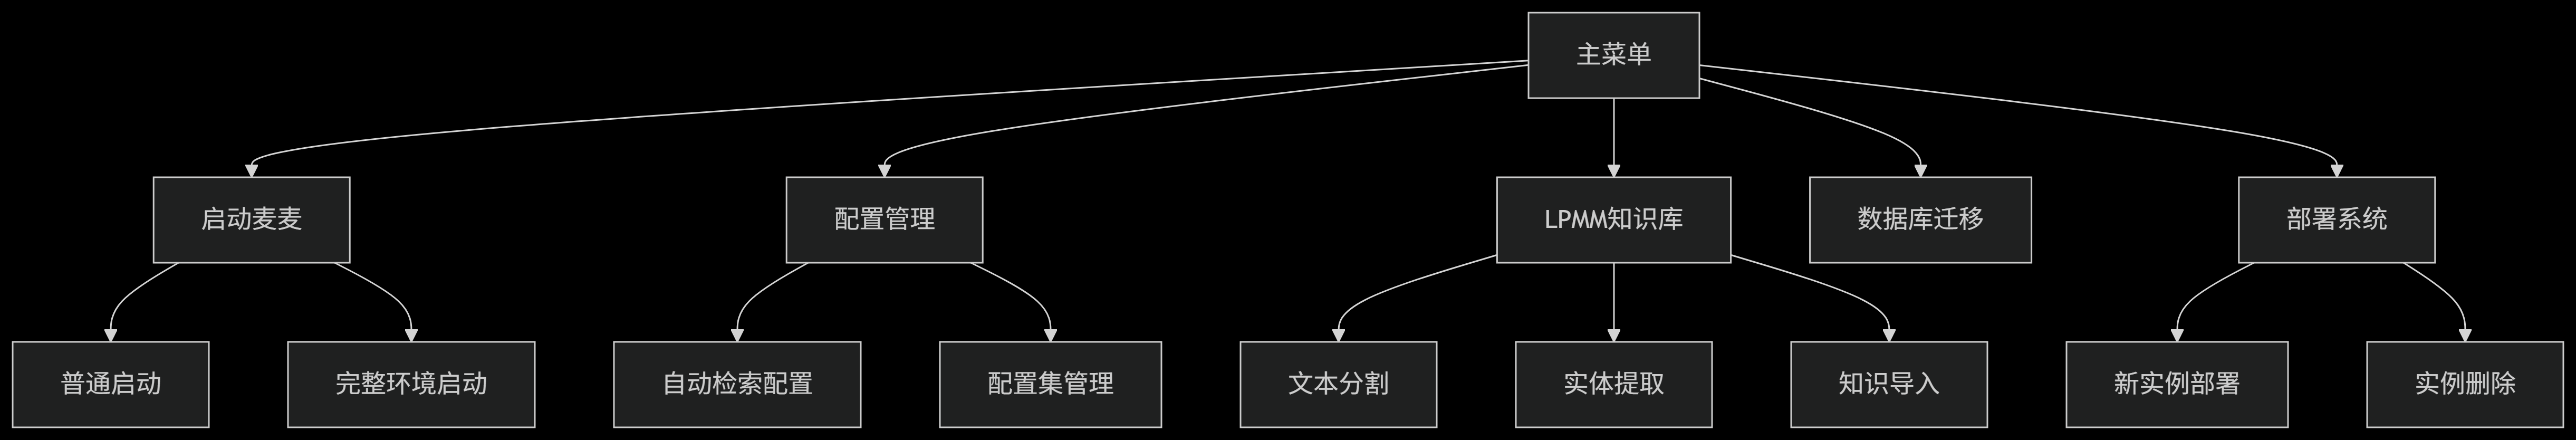 主菜单
启动麦麦
配置管理
LPMM知识库
数据库迁移
部署系统
普通启动
完整环境启动
自动检索配置
配置集管理
文本分割
实体提取
知识导入
新实例部署
实例删除